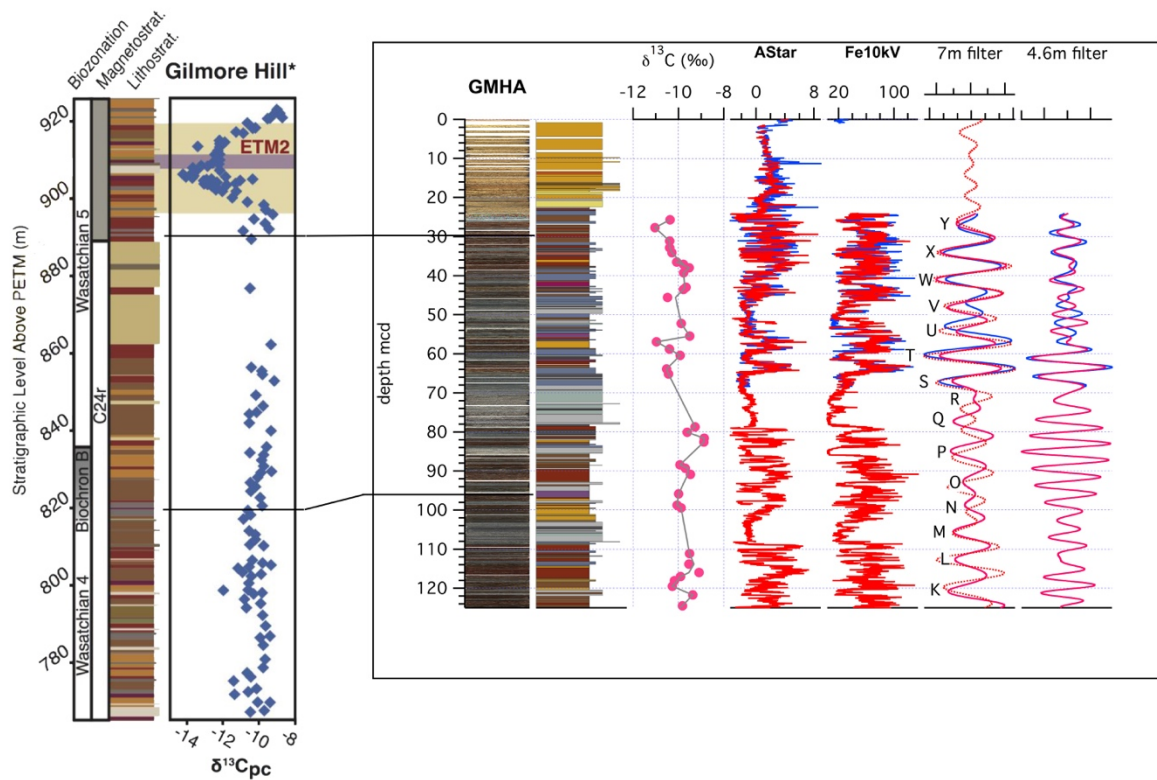 Biozonation
Magnetostrat.
Lithostrat.
Gilmore Hill*
Stratigraphic Level Above PETM (m)
920
900
880
860
840
820
800
780
Wasatchian 5
Biochron B
Wasatchian 4
C24r
ETM2
-14 -12 -10 -8
δ¹³Cpc
GMHA
δ ¹³C (‰)
AStar
Fe10kV
7m filter
4.6m filter
-12 -10 -8
0 8
20 100
depth mcd
0
10
20
30
40
50
60
70
80
90
100
110
120
Y
X
W
V
U
T
S
R
Q
P
O
N
M
L
K